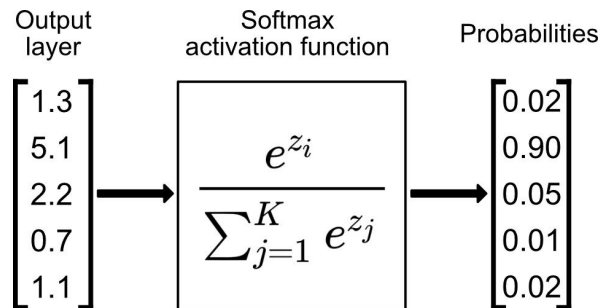 Output
layer
Softmax
activation function
Probabilities
1.3
5.1
2.2
0.7
1.1
e^{z_i}
∑_{j=1}^{K} e^{z_j}
0.02
0.90
0.05
0.01
0.02